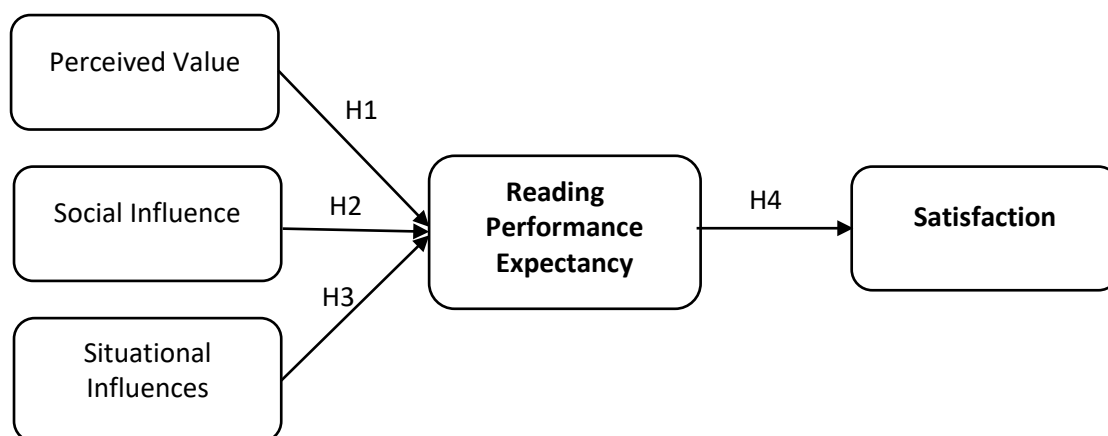 Perceived Value
H1
Social Influence
H2
Reading
Performance
Expectancy
H4
Satisfaction
H3
Situational
Influences